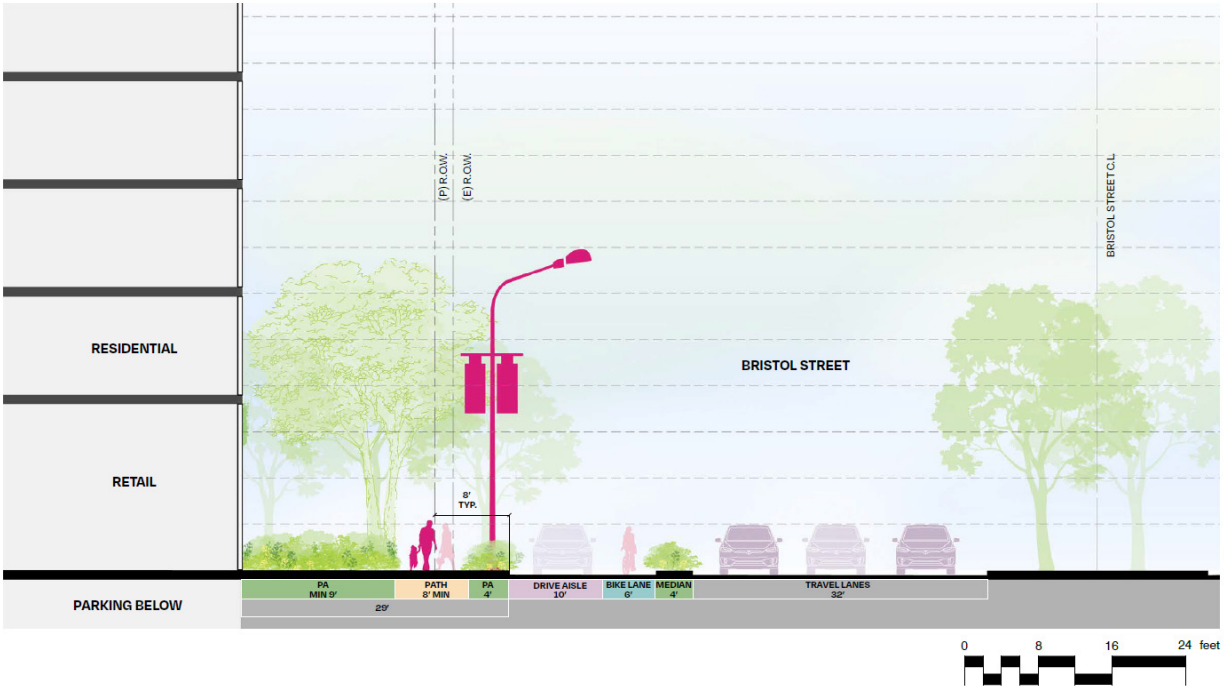 (P) R.O.W.
(E) R.O.W.
BRISTOL STREET C.L.
RESIDENTIAL
BRISTOL STREET
RETAIL
8'
TYP.
PA
MIN 9'
PATH
8' MIN
PA
4'
DRIVE AISLE
10'
BIKE LANE
6'
MEDIAN
4'
TRAVEL LANES
32'
PARKING BELOW
29'
0 8 16 24 feet